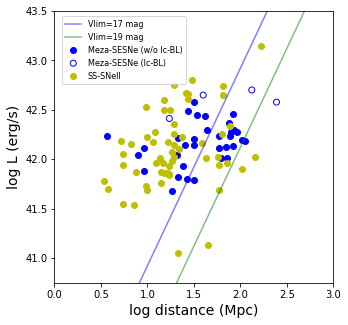 43.5
43.0
42.5
42.0
41.5
41.0
log L (erg/s)
Vlim=17 mag
Vlim=19 mag
Meza-SESNe (w/o Ic-BL)
Meza-SESNe (Ic-BL)
SS-SNeII
0.0 0.5 1.0 1.5 2.0 2.5 3.0
log distance (Mpc)